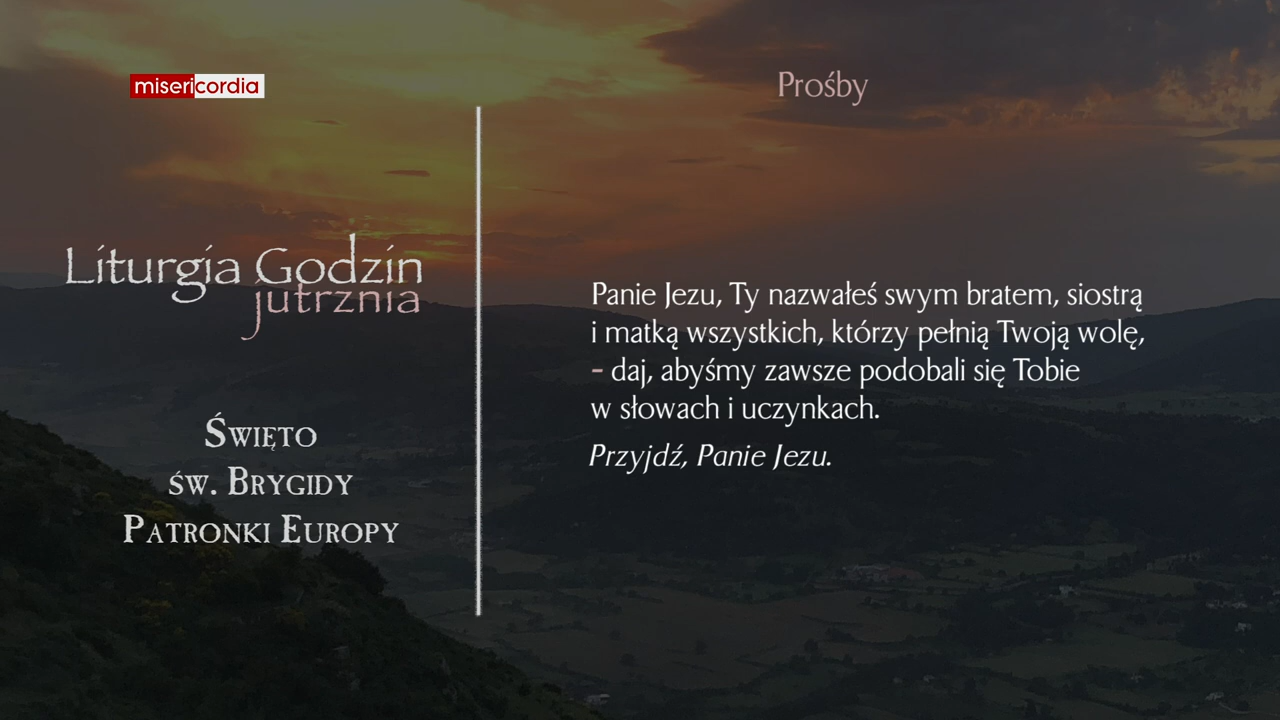 misericordia
Liturgia Godzin
jutrznia
Święto
św. Brygidy
Patronki Europy
Prośby
Panie Jezu, Ty nazwałeś swym bratem, siostrą
i matką wszystkich, którzy pełnią Twoją wolę,
- daj, abyśmy zawsze podobali się Tobie
w słowach i uczynkach.
Przyjdź, Panie Jezu.